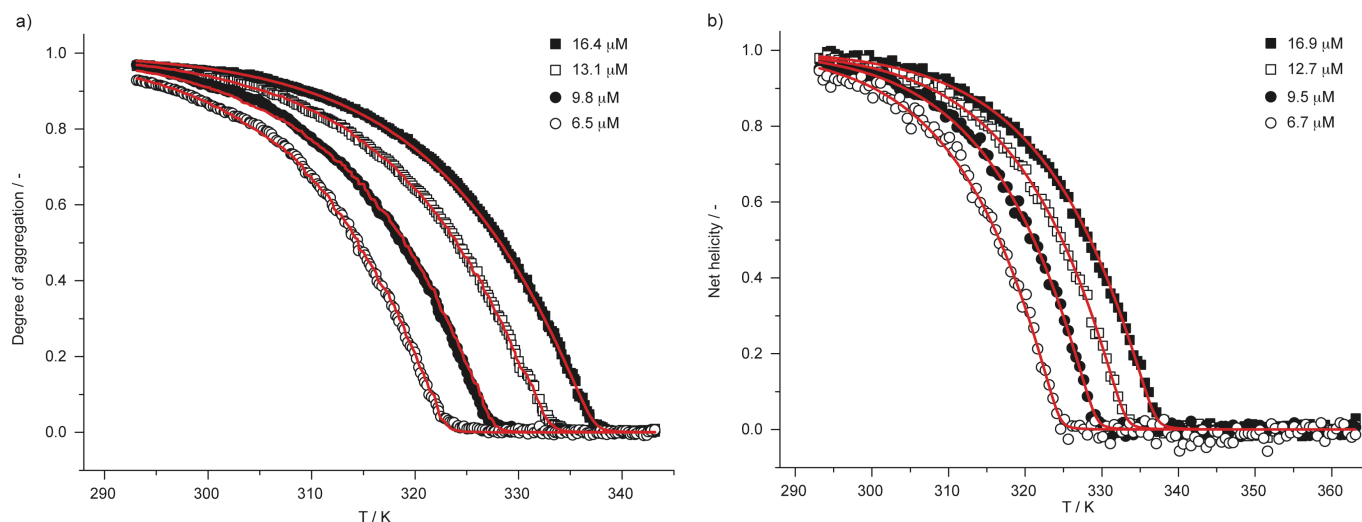 a)
Degree of aggregation / -
1.0
0.8
0.6
0.4
0.2
0.0
16.4 μM
13.1 μM
9.8 μM
6.5 μM
290 300 310 320 330 340
T / K
b)
Net helicity / -
1.0
0.8
0.6
0.4
0.2
0.0
16.9 μM
12.7 μM
9.5 μM
6.7 μM
290 300 310 320 330 340 350 360
T / K